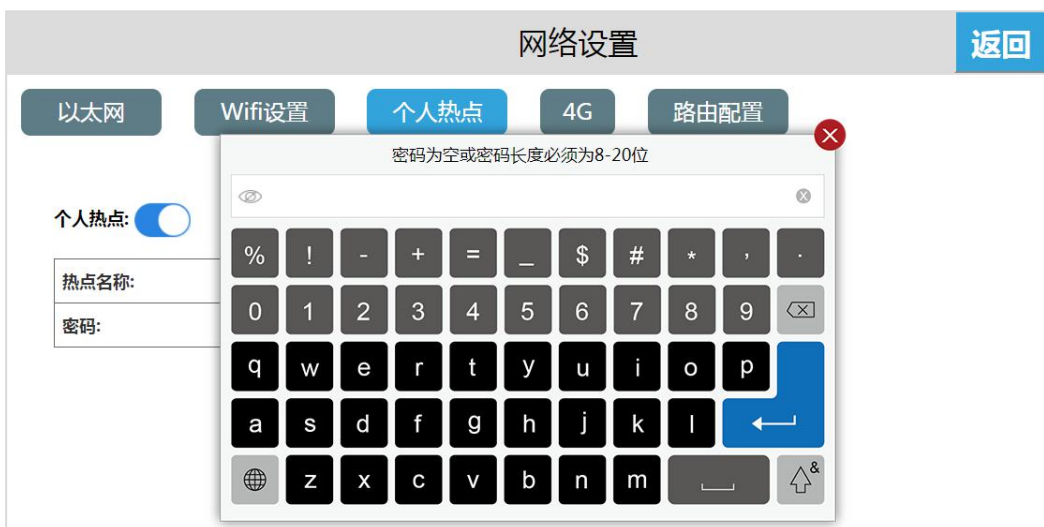 网络设置
返回
以太网 Wifi设置 个人热点 4G 路由配置
密码为空或密码长度必须为8-20位
个人热点:
热点名称:
密码:
% ! - + = _ $ # * , .
0 1 2 3 4 5 6 7 8 9
q w e r t y u i o p
a s d f g h j k l
z x c v b n m &